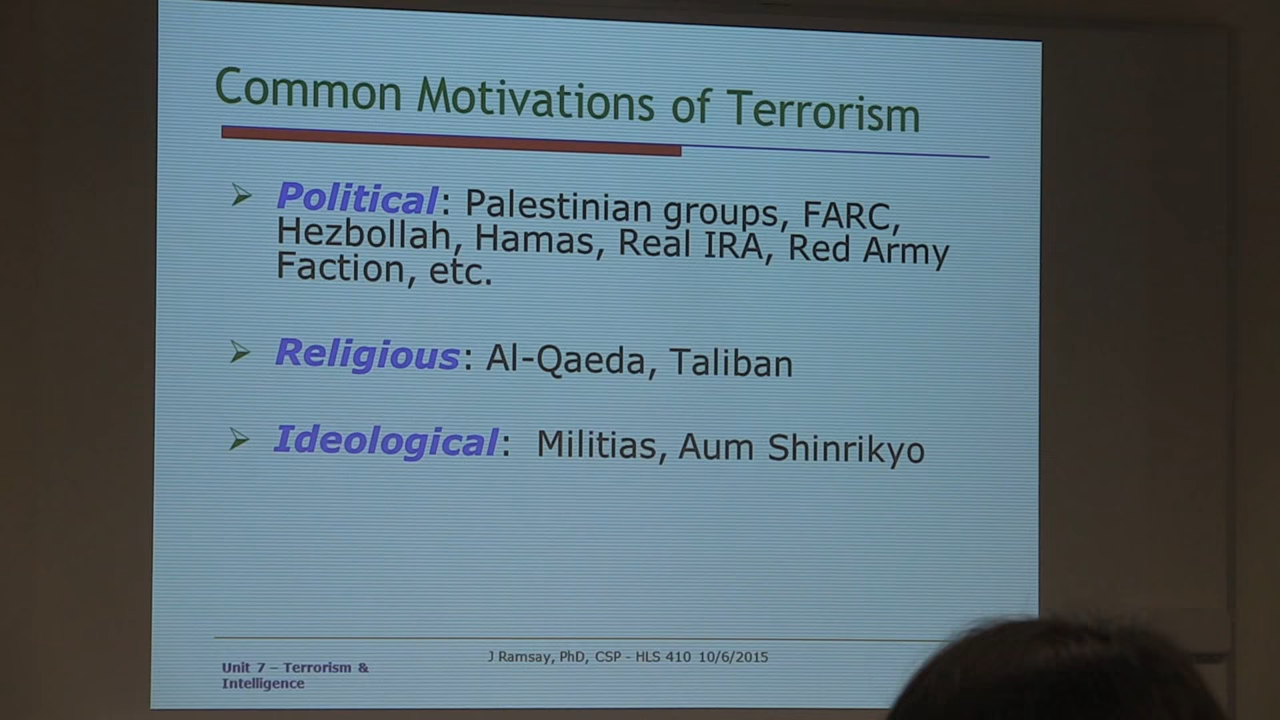 Common Motivations of Terrorism
Political: Palestinian groups, FARC,
Hezbollah, Hamas, Real IRA, Red Army
Faction, etc.
Religious: Al-Qaeda, Taliban
Ideological: Militias, Aum Shinrikyo
Unit 7 – Terrorism &
Intelligence
J Ramsay, PhD, CSP - HLS 410 10/6/2015